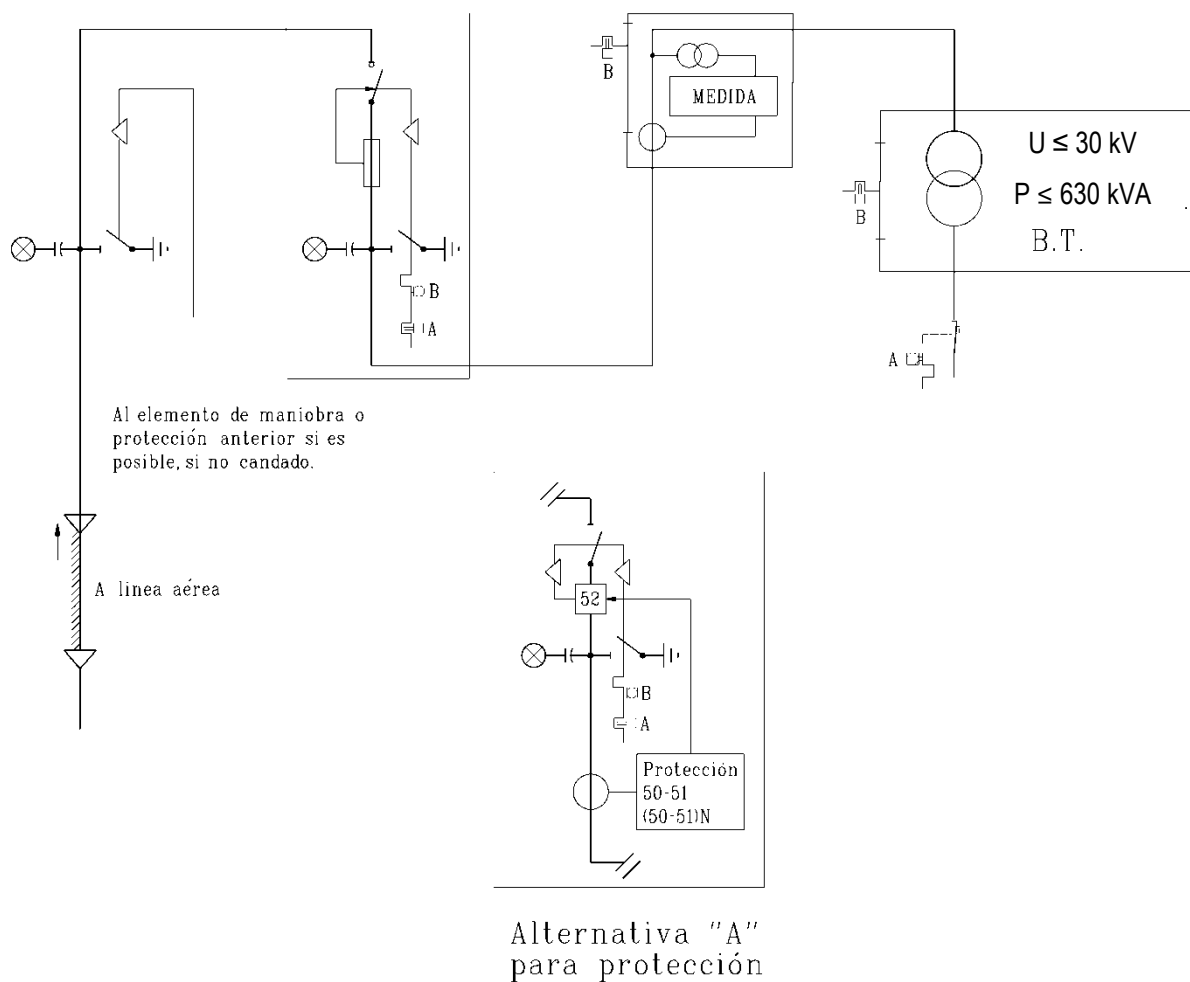 B
MEDIDA
U ≤ 30 kV
P ≤ 630 kVA
B.T.
B
B
A
A
Al elemento de maniobra o
protección anterior si es
posible, si no candado.
A linea aérea
52
B
A
Protección
50-51
(50-51)N
Alternativa "A"
para protección